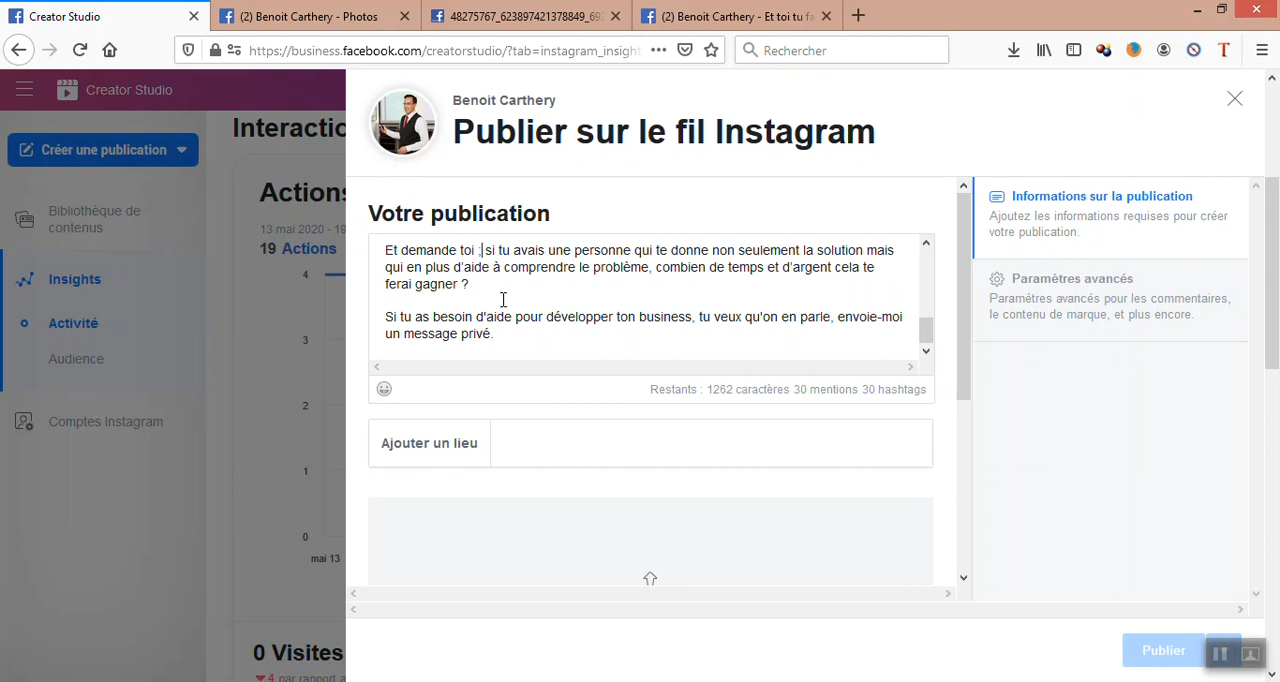 Creator Studio
(2) Benoit Carthery - Photos
48275767_623897421378849_69
(2) Benoit Carthery - Et toi tu fa
https://business.facebook.com/creatorstudio/?tab=instagram_insight
Rechercher
Creator Studio
Créer une publication
Bibliothèque de
contenus
Insights
Activité
Audience
Comptes Instagram
Interactio
Actions
13 mai 2020 - 19
19 Actions
4
3
2
1
0
mai 13
0 Visites
4 par rapport a
Benoit Carthery
Publier sur le fil Instagram
Votre publication
Et demande toi ; si tu avais une personne qui te donne non seulement la solution mais
qui en plus d'aide à comprendre le problème, combien de temps et d'argent cela te
ferai gagner ?
Si tu as besoin d'aide pour développer ton business, tu veux qu'on en parle, envoie-moi
un message privé.
Restants : 1262 caractères 30 mentions 30 hashtags
Ajouter un lieu
Informations sur la publication
Ajoutez les informations requises pour créer
votre publication.
Paramètres avancés
Paramètres avancés pour les commentaires,
le contenu de marque, et plus encore.
Publier